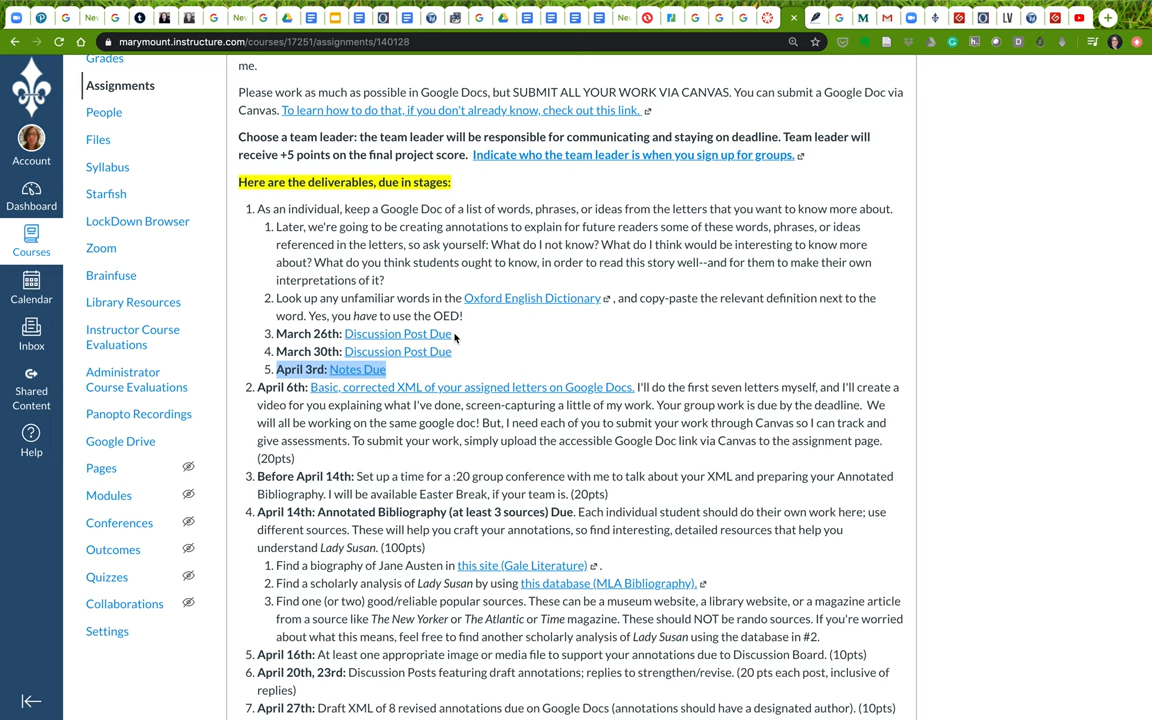 Nev
Nev
Nev
LV
marymount.instructure.com/courses/17251/assignments/140128
Account
Dashboard
Courses
Calendar
Inbox
Shared
Content
Help
Grades
Assignments
People
Files
Syllabus
Starfish
LockDown Browser
Zoom
Brainfuse
Library Resources
Instructor Course
Evaluations
Administrator
Course Evaluations
Panopto Recordings
Google Drive
Pages
Modules
Conferences
Outcomes
Quizzes
Collaborations
Settings
me.
Please work as much as possible in Google Docs, but SUBMIT ALL YOUR WORK VIA CANVAS. You can submit a Google Doc via
Canvas. To learn how to do that, if you don't already know, check out this link.
Choose a team leader: the team leader will be responsible for communicating and staying on deadline. Team leader will
receive +5 points on the final project score. Indicate who the team leader is when you sign up for groups.
Here are the deliverables, due in stages:
1. As an individual, keep a Google Doc of a list of words, phrases, or ideas from the letters that you want to know more about.
1. Later, we're going to be creating annotations to explain for future readers some of these words, phrases, or ideas
referenced in the letters, so ask yourself: What do I not know? What do I think would be interesting to know more
about? What do you think students ought to know, in order to read this story well--and for them to make their own
interpretations of it?
2. Look up any unfamiliar words in the Oxford English Dictionary , and copy-paste the relevant definition next to the
word. Yes, you have to use the OED!
3. March 26th: Discussion Post Due
4. March 30th: Discussion Post Due
5. April 3rd: Notes Due
2. April 6th: Basic, corrected XML of your assigned letters on Google Docs. I'll do the first seven letters myself, and I'll create a
video for you explaining what I've done, screen-capturing a little of my work. Your group work is due by the deadline. We
will all be working on the same google doc! But, I need each of you to submit your work through Canvas so I can track and
give assessments. To submit your work, simply upload the accessible Google Doc link via Canvas to the assignment page.
(20pts)
3. Before April 14th: Set up a time for a :20 group conference with me to talk about your XML and preparing your Annotated
Bibliography. I will be available Easter Break, if your team is. (20pts)
4. April 14th: Annotated Bibliography (at least 3 sources) Due. Each individual student should do their own work here; use
different sources. These will help you craft your annotations, so find interesting, detailed resources that help you
understand Lady Susan. (100pts)
1. Find a biography of Jane Austen in this site (Gale Literature) .
2. Find a scholarly analysis of Lady Susan by using this database (MLA Bibliography).
3. Find one (or two) good/reliable popular sources. These can be a museum website, a library website, or a magazine article
from a source like The New Yorker or The Atlantic or Time magazine. These should NOT be rando sources. If you're worried
about what this means, feel free to find another scholarly analysis of Lady Susan using the database in #2.
5. April 16th: At least one appropriate image or media file to support your annotations due to Discussion Board. (10pts)
6. April 20th, 23rd: Discussion Posts featuring draft annotations; replies to strengthen/revise. (20 pts each post, inclusive of
replies)
7. April 27th: Draft XML of 8 revised annotations due on Google Docs (annotations should have a designated author). (10pts)